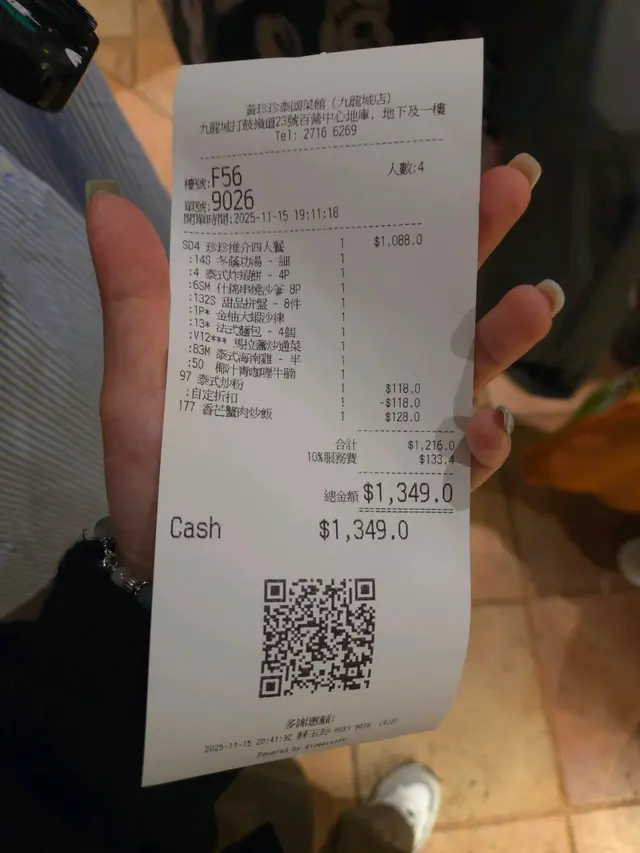 黃珍珍泰國菜館 (九龍城店)
九龍城打鼓嶺道23號百營中心地庫, 地下及一樓
Tel: 2716 6269
檯號:F56 人數:4
單號:9026
開單時間:2025-11-15 19:11:18
SD4 珍珍推介四人餐 1 $1,088.0
:14S 冬蔭功湯 - 細 1
:4 泰式炸蝦餅 - 4P 1
:6SM 什錦串燒沙爹 8P 1
:132S 甜品拼盤 - 8件 1
:1P* 金柚大蝦沙律 1
:13* 法式麵包 - 4個 1
:V12*** 馬拉盞炒通菜 1
:83M 泰式海南雞 - 半 1
:50 椰汁青咖喱牛腩 1
97 泰式炒粉 1 $118.0
:自定折扣 1 -$118.0
177 香芒蟹肉炒飯 1 $128.0
合計 $1,216.0
10%服務費 $133.4
總金額 $1,349.0
Cash $1,349.0
多謝惠顧!
2025-11-15 20:41:32 POS1 9026
Powered by